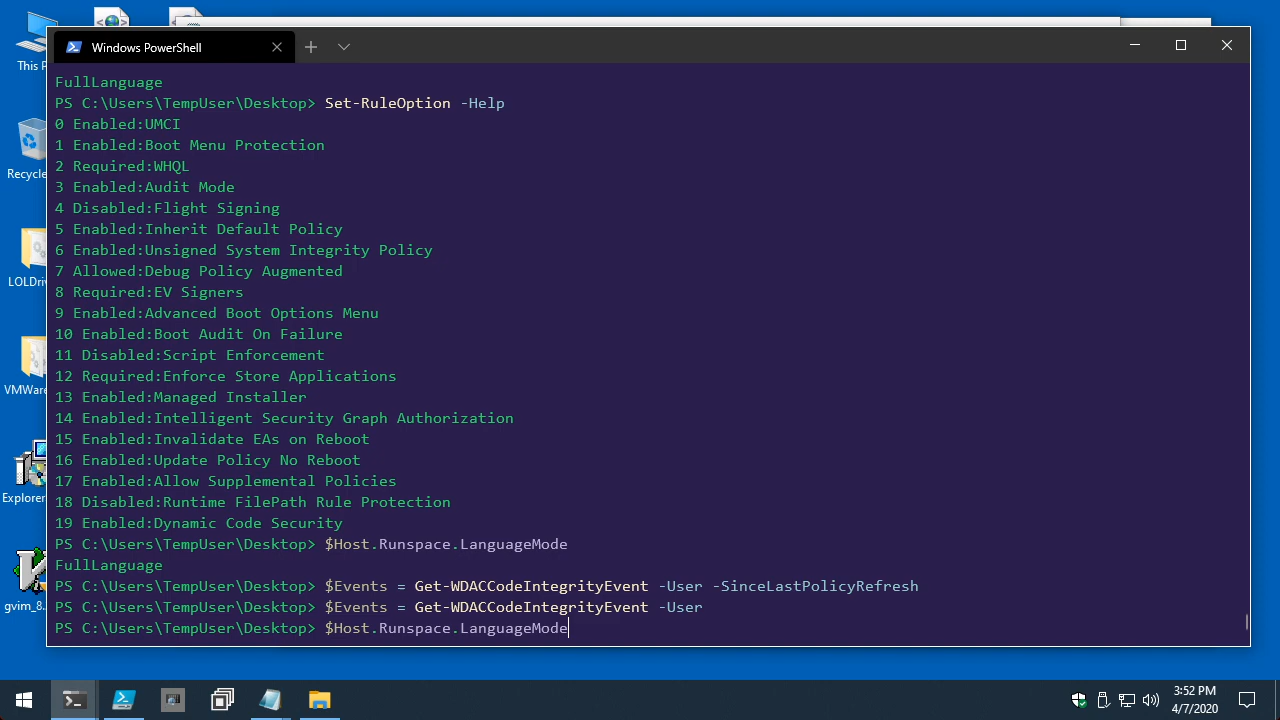 Windows PowerShell
This P
Recycle
LOLDriv
VMWare
Explorer
gvim_8.
FullLanguage
PS C:\Users\TempUser\Desktop> Set-RuleOption -Help
0 Enabled:UMCI
1 Enabled:Boot Menu Protection
2 Required:WHQL
3 Enabled:Audit Mode
4 Disabled:Flight Signing
5 Enabled:Inherit Default Policy
6 Enabled:Unsigned System Integrity Policy
7 Allowed:Debug Policy Augmented
8 Required:EV Signers
9 Enabled:Advanced Boot Options Menu
10 Enabled:Boot Audit On Failure
11 Disabled:Script Enforcement
12 Required:Enforce Store Applications
13 Enabled:Managed Installer
14 Enabled:Intelligent Security Graph Authorization
15 Enabled:Invalidate EAs on Reboot
16 Enabled:Update Policy No Reboot
17 Enabled:Allow Supplemental Policies
18 Disabled:Runtime FilePath Rule Protection
19 Enabled:Dynamic Code Security
PS C:\Users\TempUser\Desktop> $Host.Runspace.LanguageMode
FullLanguage
PS C:\Users\TempUser\Desktop> $Events = Get-WDACCodeIntegrityEvent -User -SinceLastPolicyRefresh
PS C:\Users\TempUser\Desktop> $Events = Get-WDACCodeIntegrityEvent -User
PS C:\Users\TempUser\Desktop> $Host.Runspace.LanguageMode
3:52 PM
4/7/2020